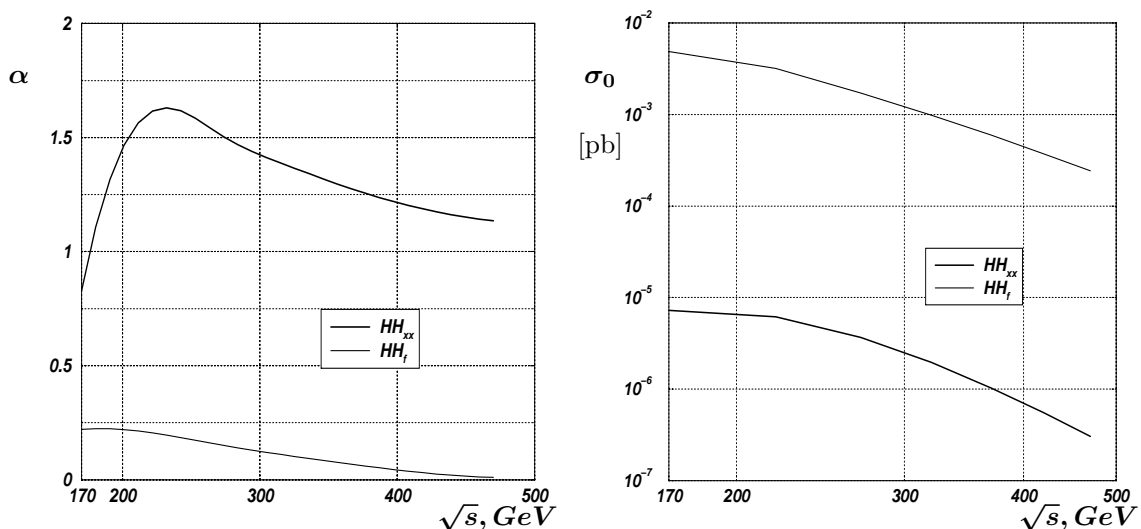 2
α
1.5
1
0.5
0
170 200 300 400 500
√s, GeV
HH_xx
HH_f
10⁻²
σ₀
10⁻³
[pb]
10⁻⁴
10⁻⁵
10⁻⁶
10⁻⁷
170 200 300 400 500
√s, GeV
HH_xx
HH_f